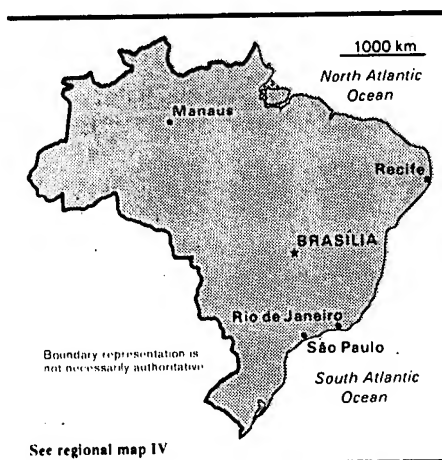 1000 km
North Atlantic
Ocean
Manaus
Recife
BRASÍLIA
Rio de Janeiro
São Paulo
Boundary representation is
not necessarily authoritative
South Atlantic
Ocean
See regional map IV